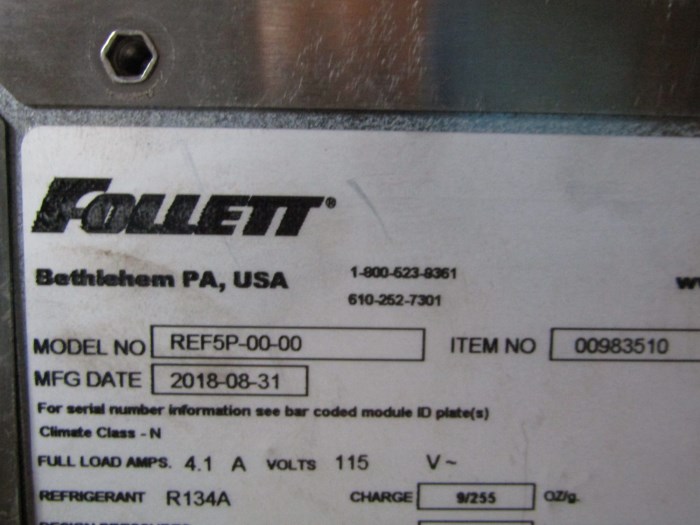 FOLLETT®
Bethlehem PA, USA 1-800-523-9361
610-252-7301
MODEL NO REF5P-00-00 ITEM NO 00983510
MFG DATE 2018-08-31
For serial number information see bar coded module ID plate(s)
Climate Class - N
FULL LOAD AMPS. 4.1 A VOLTS 115 V~
REFRIGERANT R134A CHARGE 9/255 OZ/g.